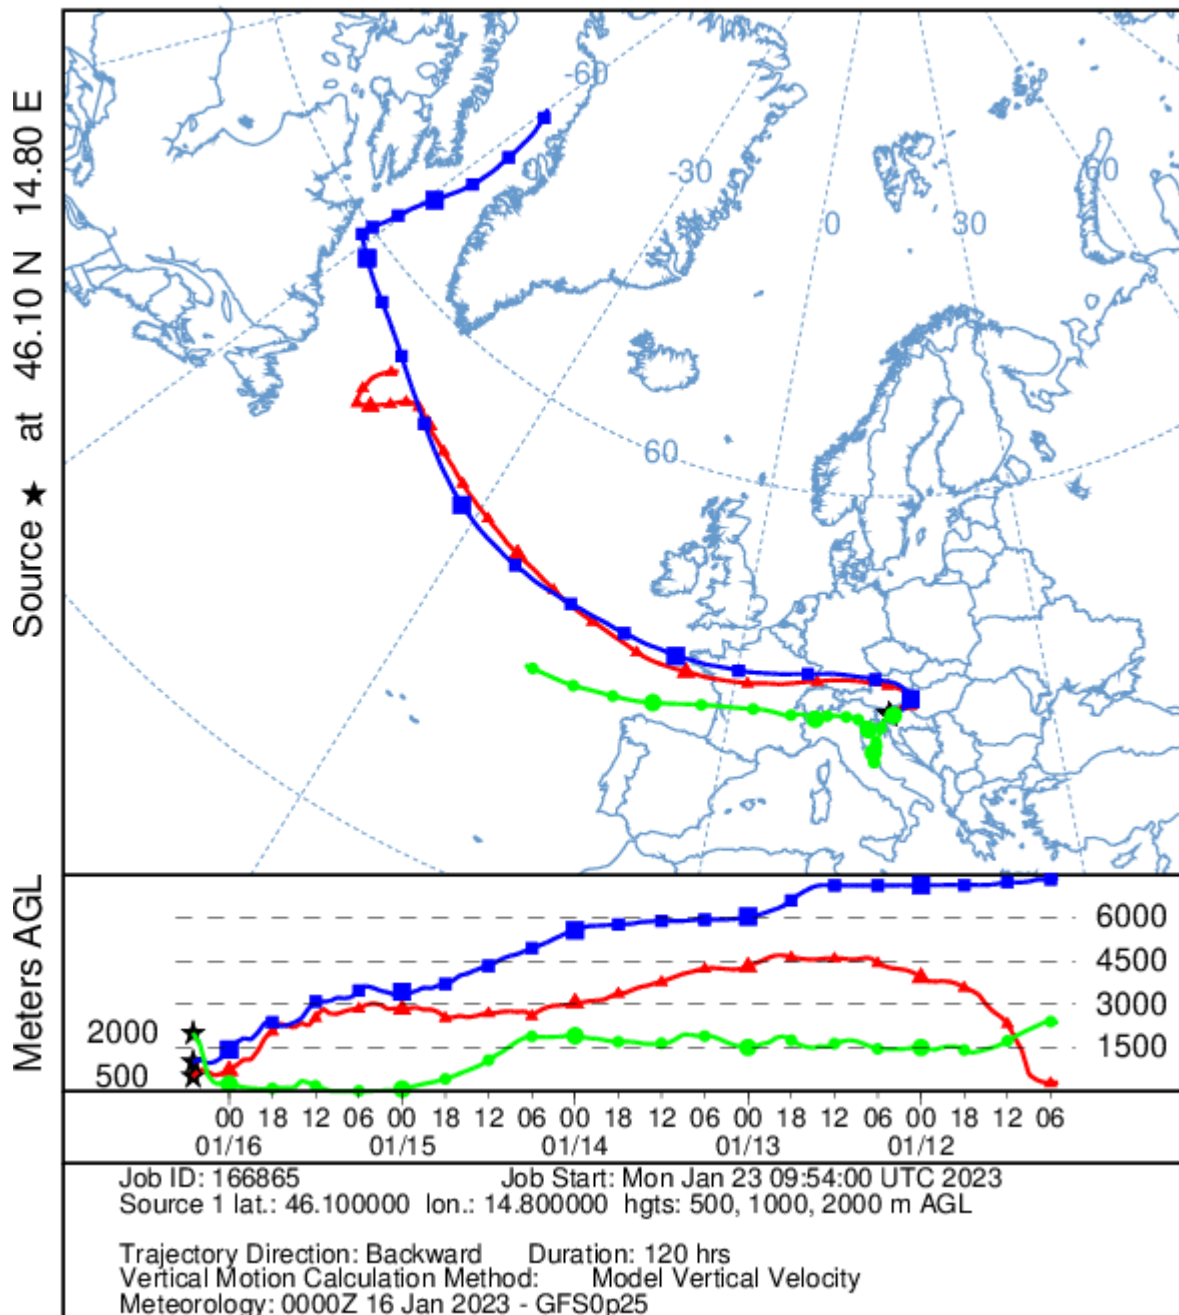 Source ★ at 46.10 N 14.80 E
-60
-30
0
30
60
60
Meters AGL
2000
500
6000
4500
3000
1500
00 18 12 06 00 18 12 06 00 18 12 06 00 18 12 06 00 18 12 06
01/16 01/15 01/14 01/13 01/12
Job ID: 166865 Job Start: Mon Jan 23 09:54:00 UTC 2023
Source 1 lat.: 46.100000 lon.: 14.800000 hgts: 500, 1000, 2000 m AGL
Trajectory Direction: Backward Duration: 120 hrs
Vertical Motion Calculation Method: Model Vertical Velocity
Meteorology: 0000Z 16 Jan 2023 - GFS0p25